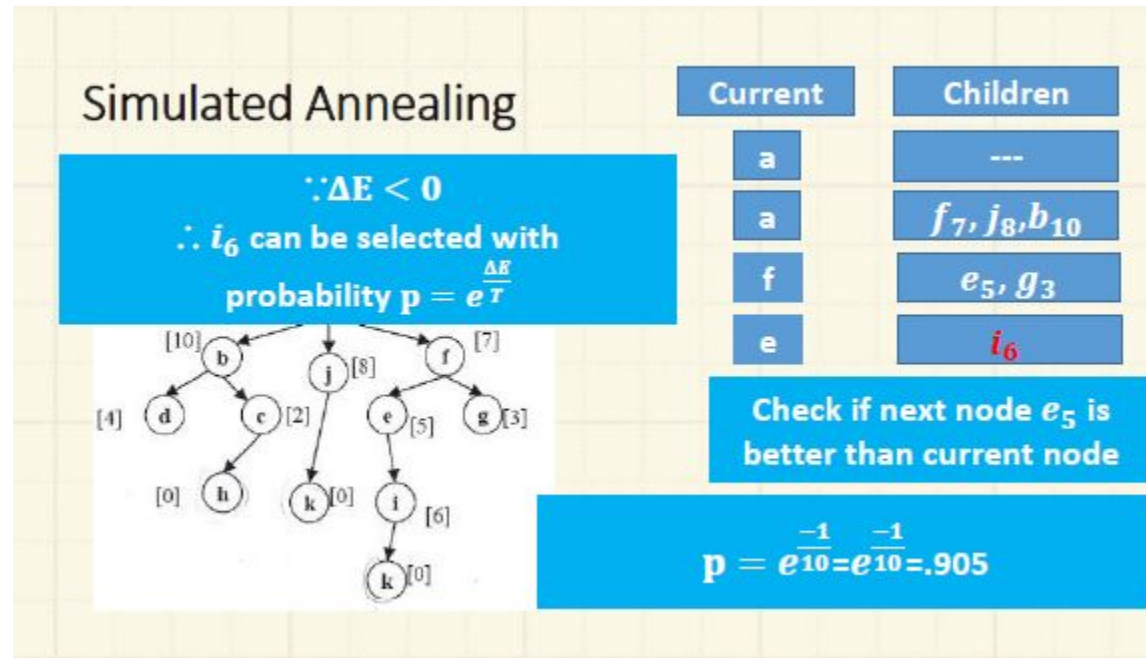 Simulated Annealing
∵ΔE < 0
∴ i₆ can be selected with
probability p = e^(ΔE/T)
Current Children
a ---
a f₇, j₈,b₁₀
f e₅, g₃
e i₆
Check if next node e₅ is
better than current node
p = e^(-1/10)=e^(-1/10)=.905
[10] b j [8] f [7]
[4] d c [2] e [5] g [3]
[0] h k [0] i [6]
k [0]